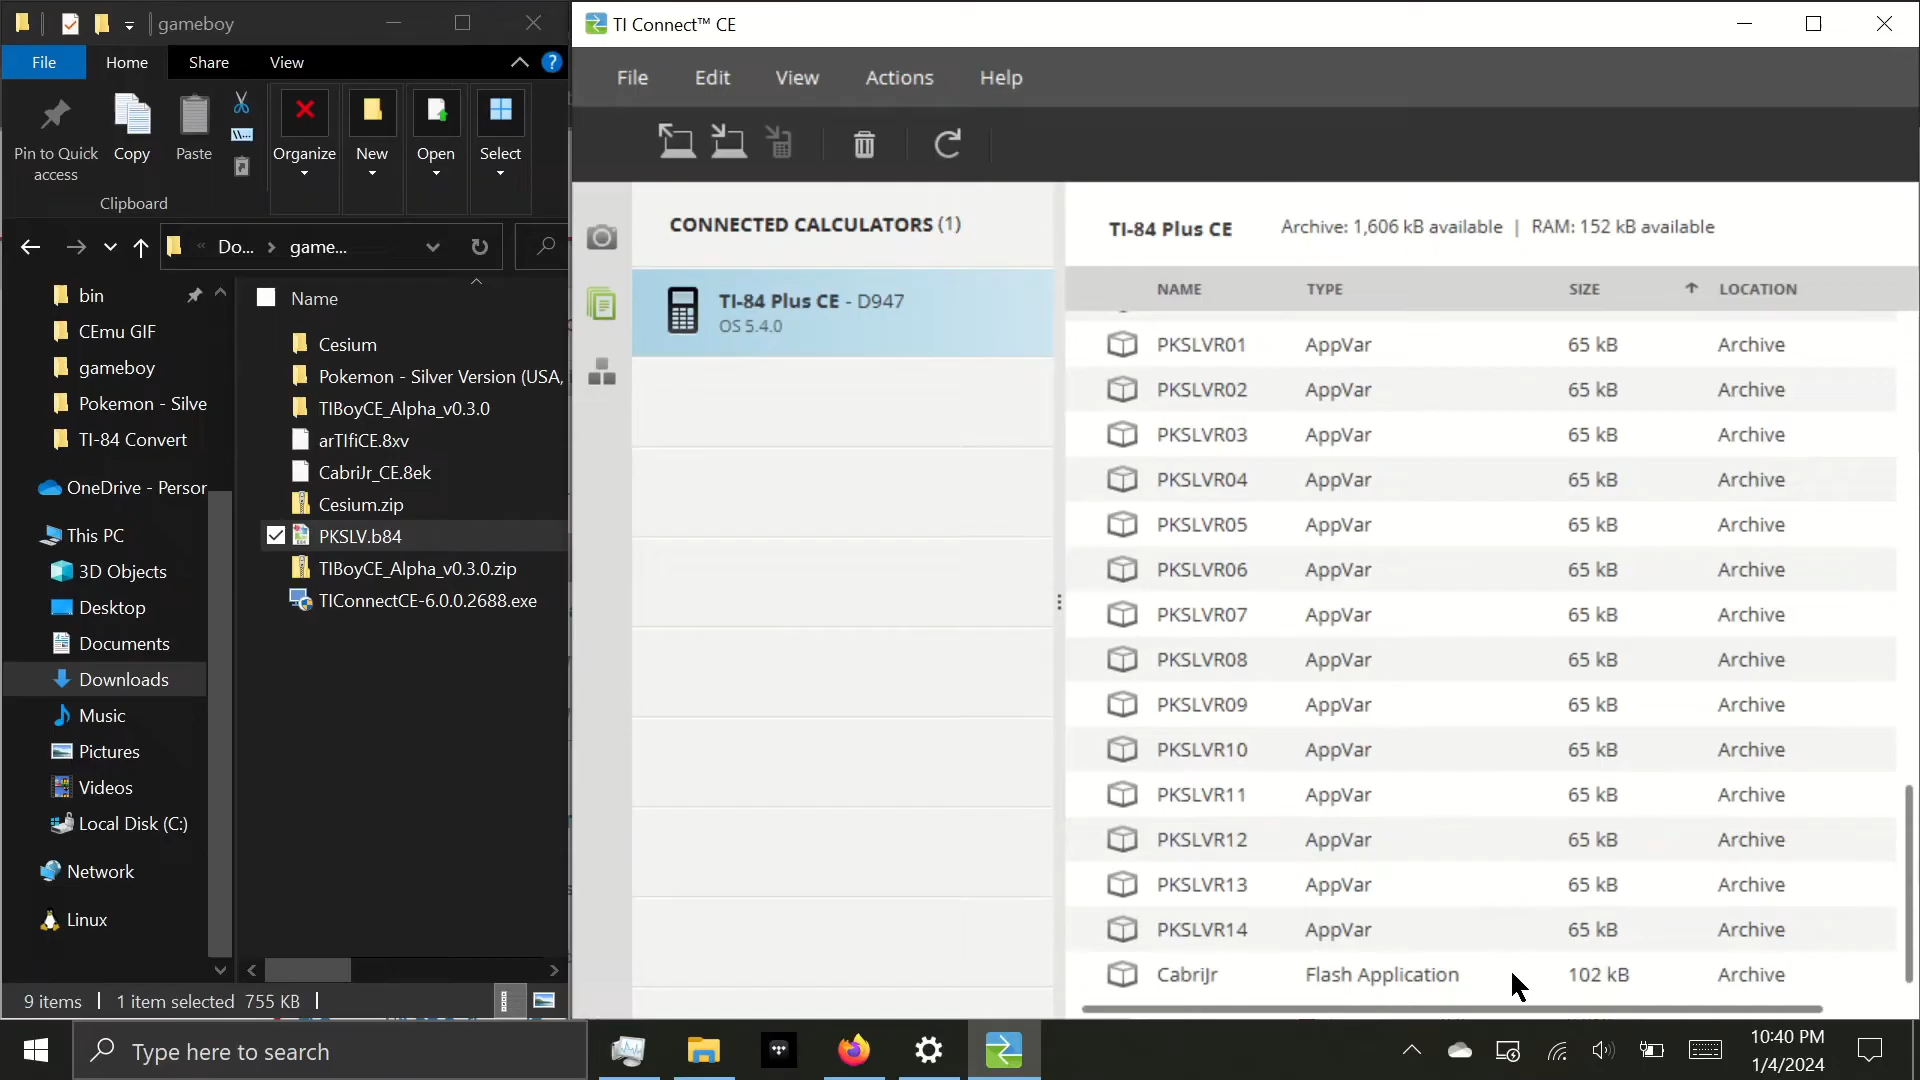 gameboy
File
Home
Share
View
?
Pin to Quick
access
Copy
Paste
Organize
New
Open
Select
Clipboard
Do...
game...
bin
CEmu GIF
gameboy
Pokemon - Silve
TI-84 Convert
OneDrive - Persor
This PC
3D Objects
Desktop
Documents
Downloads
Music
Pictures
Videos
Local Disk (C:)
Network
Linux
Name
Cesium
Pokemon - Silver Version (USA,
TIBoyCE_Alpha_v0.3.0
arTIfiCE.8xv
CabriJr_CE.8ek
Cesium.zip
PKSLV.b84
TIBoyCE_Alpha_v0.3.0.zip
TIConnectCE-6.0.0.2688.exe
9 items
1 item selected 755 KB
TI Connect™ CE
File
Edit
View
Actions
Help
CONNECTED CALCULATORS (1)
TI-84 Plus CE - D947
OS 5.4.0
TI-84 Plus CE
Archive: 1,606 kB available | RAM: 152 kB available
NAME TYPE SIZE LOCATION
PKSLVR01 AppVar 65 kB Archive
PKSLVR02 AppVar 65 kB Archive
PKSLVR03 AppVar 65 kB Archive
PKSLVR04 AppVar 65 kB Archive
PKSLVR05 AppVar 65 kB Archive
PKSLVR06 AppVar 65 kB Archive
PKSLVR07 AppVar 65 kB Archive
PKSLVR08 AppVar 65 kB Archive
PKSLVR09 AppVar 65 kB Archive
PKSLVR10 AppVar 65 kB Archive
PKSLVR11 AppVar 65 kB Archive
PKSLVR12 AppVar 65 kB Archive
PKSLVR13 AppVar 65 kB Archive
PKSLVR14 AppVar 65 kB Archive
CabriJr Flash Application 102 kB Archive
Type here to search
10:40 PM
1/4/2024